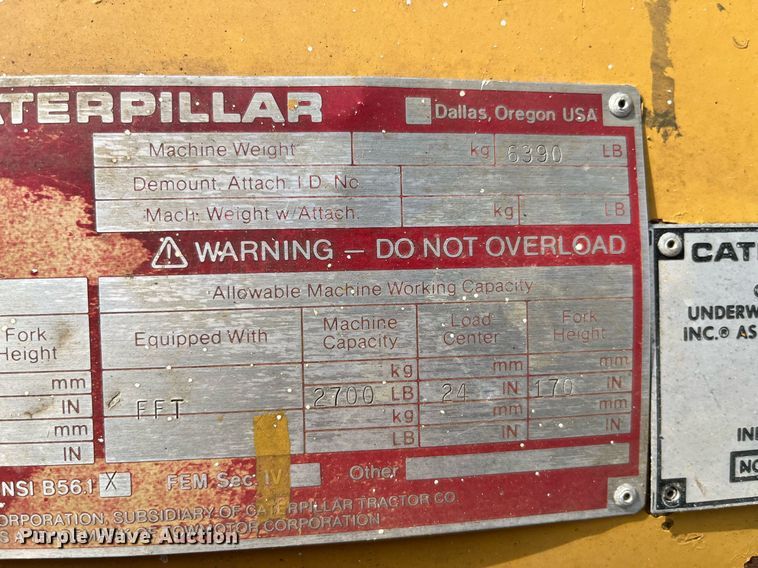 CATERPILLAR Dallas, Oregon USA
Machine Weight kg 6390 LB
Demount. Attach. I.D. No
Mach. Weight w/Attach. kg LB
⚠ WARNING – DO NOT OVERLOAD
Allowable Machine Working Capacity
Fork Height Equipped With Machine Capacity Load Center Fork Height
mm kg mm mm
IN FFT 2700 LB 24 IN 170 IN
mm kg mm mm
IN LB IN IN
NSI B56.1 X FEM Sec. IV Other
CORPORATION, SUBSIDIARY OF CATERPILLAR TRACTOR CO.
OF TOWMOTOR CORPORATION
CAT
UNDERW
INC.® AS
IN
NO
Purple Wave Auction